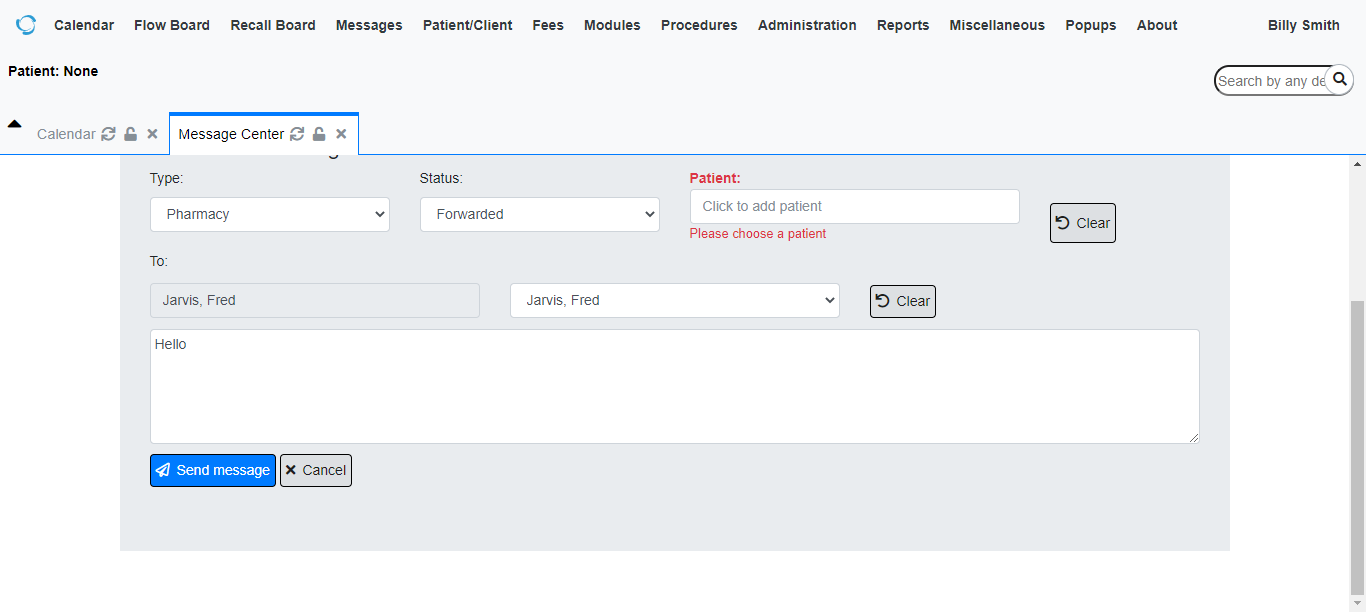 Calendar Flow Board Recall Board Messages Patient/Client Fees Modules Procedures Administration Reports Miscellaneous Popups About Billy Smith
Patient: None
Search by any de
Calendar Message Center
Type: Status: Patient:
Pharmacy Forwarded Click to add patient Clear
Please choose a patient
To:
Jarvis, Fred Jarvis, Fred Clear
Hello
Send message Cancel